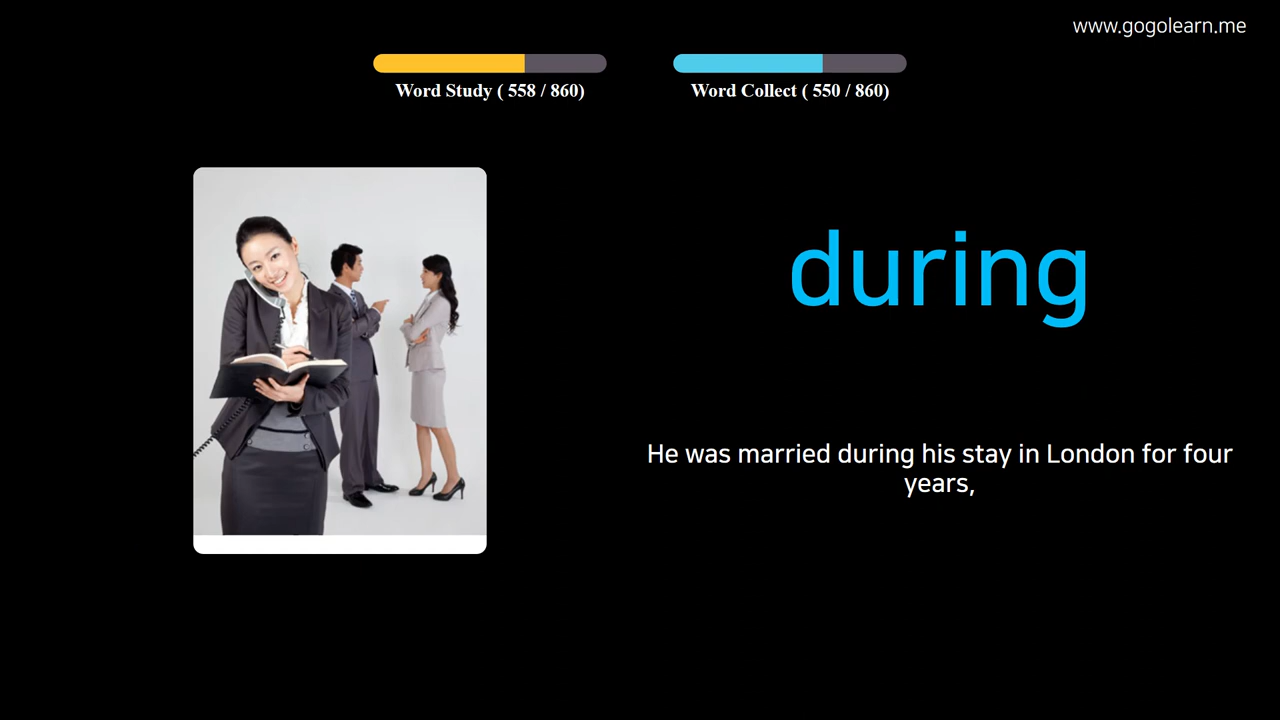 www.gogolearn.me
Word Study ( 558 / 860)
Word Collect ( 550 / 860)
during
He was married during his stay in London for four
years,